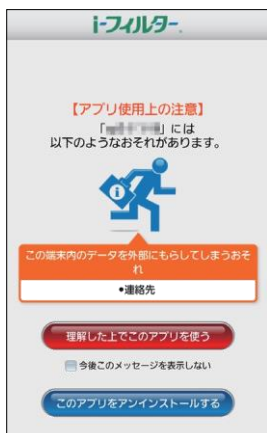 i-フィルター.
【アプリ使用上の注意】
「」には
以下のようなおそれがあります。
この端末内のデータを外部にもらしてしまうおそ
れ
•連絡先
理解した上でこのアプリを使う
今後このメッセージを表示しない
このアプリをアンインストールする